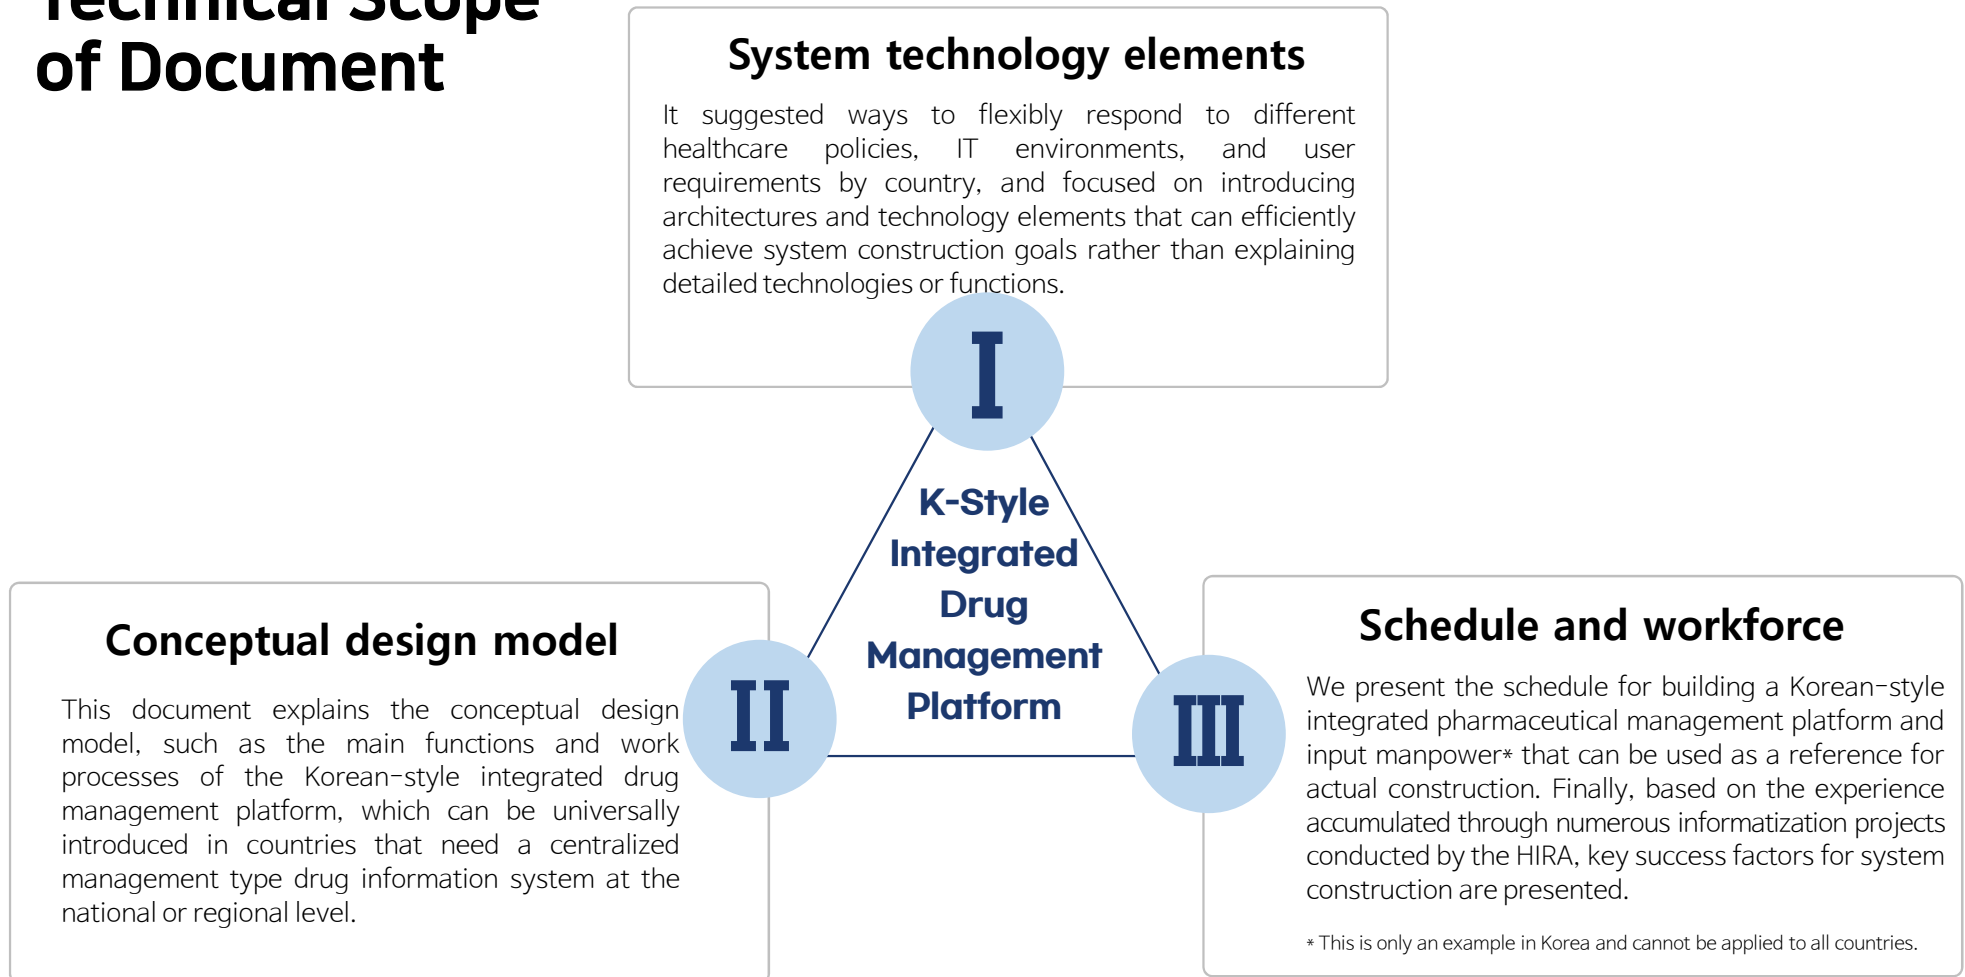 Technical Scope
of Document
System technology elements
It suggested ways to flexibly respond to different
healthcare policies, IT environments, and user
requirements by country, and focused on introducing
architectures and technology elements that can efficiently
achieve system construction goals rather than explaining
detailed technologies or functions.
I
K-Style
Integrated
Drug
Management
Platform
Conceptual design model
This document explains the conceptual design
model, such as the main functions and work
processes of the Korean-style integrated drug
management platform, which can be universally
introduced in countries that need a centralized
management type drug information system at the
national or regional level.
II
III
Schedule and workforce
We present the schedule for building a Korean-style
integrated pharmaceutical management platform and
input manpower* that can be used as a reference for
actual construction. Finally, based on the experience
accumulated through numerous informatization projects
conducted by the HIRA, key success factors for system
construction are presented.
* This is only an example in Korea and cannot be applied to all countries.